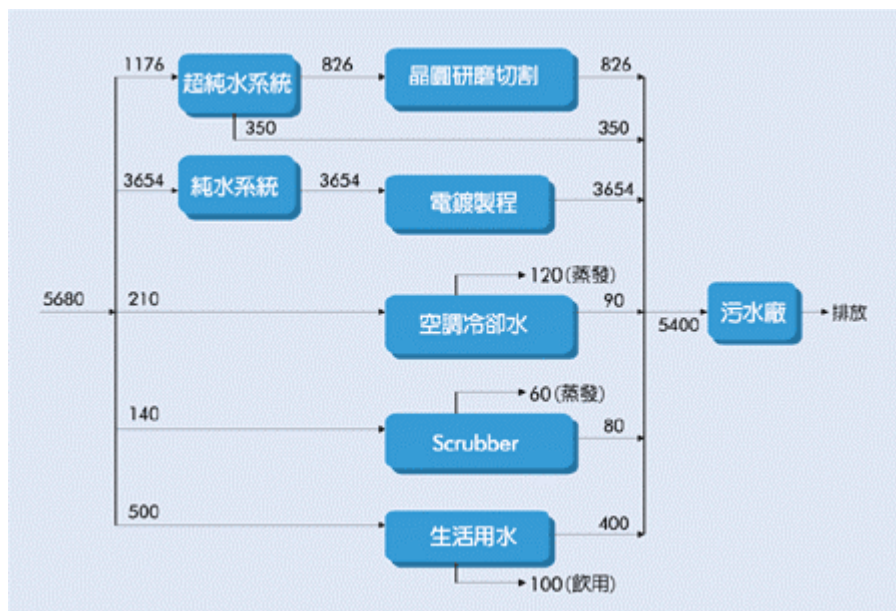 1176
超純水系統
826
晶圓研磨切割
826
350
350
3654
純水系統
3654
電鍍製程
3654
120(蒸發)
5680
210
空調冷卻水
90
5400
污水廠
排放
60(蒸發)
140
Scrubber
80
500
生活用水
400
100(飲用)